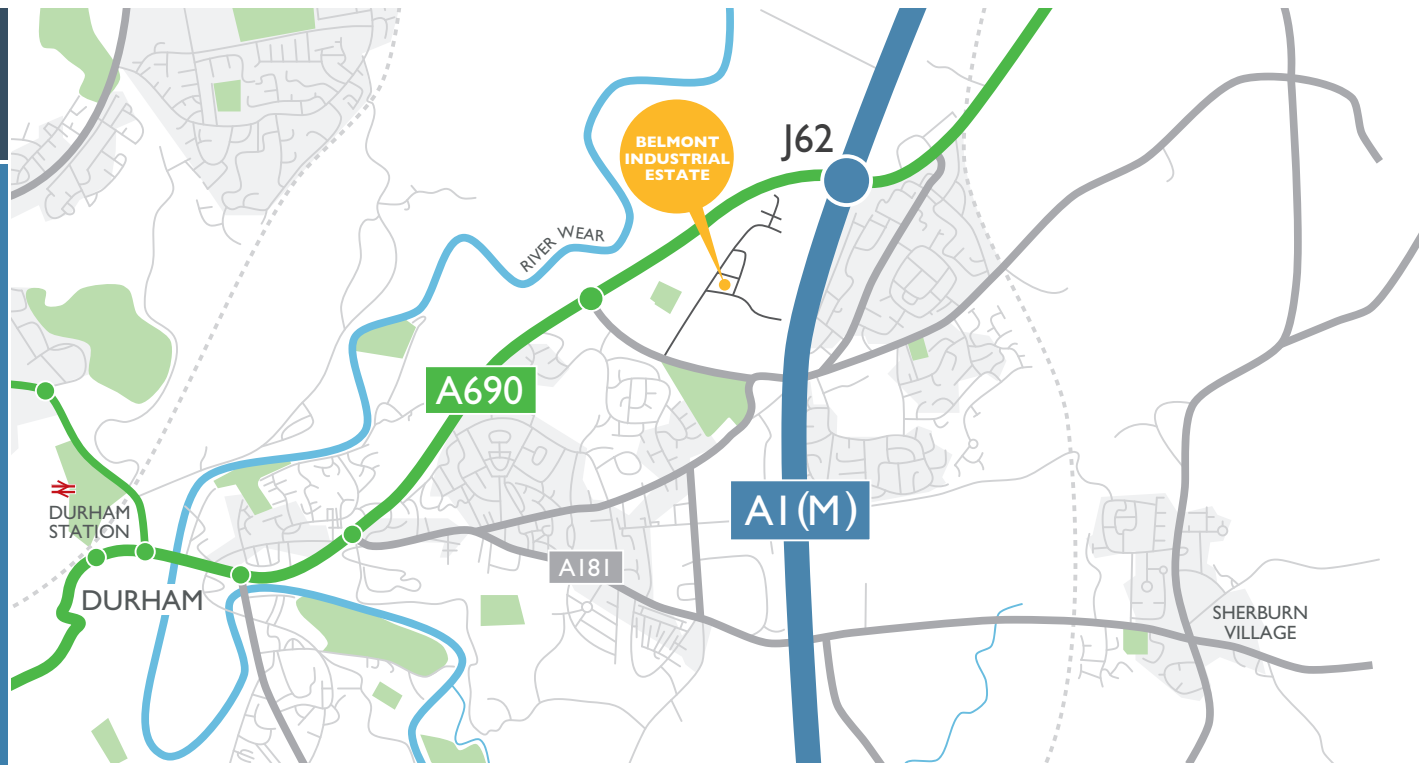 J62
BELMONT
INDUSTRIAL
ESTATE
RIVER WEAR
A690
A1(M)
DURHAM
STATION
A181
DURHAM
SHERBURN
VILLAGE